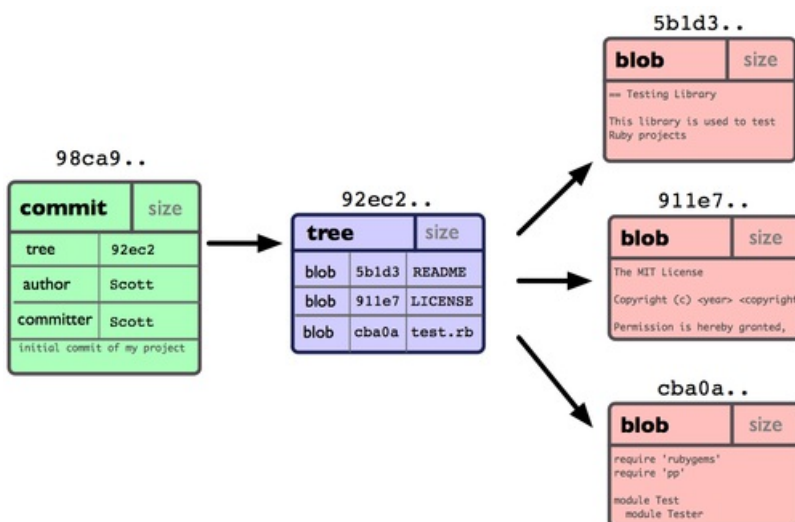 98ca9..
commit size
tree 92ec2
author Scott
committer Scott
initial commit of my project
92ec2..
tree size
blob 5b1d3 README
blob 911e7 LICENSE
blob cba0a test.rb
5b1d3..
blob size
== Testing Library
This library is used to test
Ruby projects
911e7..
blob size
The MIT License
Copyright (c) <year> <copyright
Permission is hereby granted,
cba0a..
blob size
require 'rubygems'
require 'pp'
module Test
module Tester